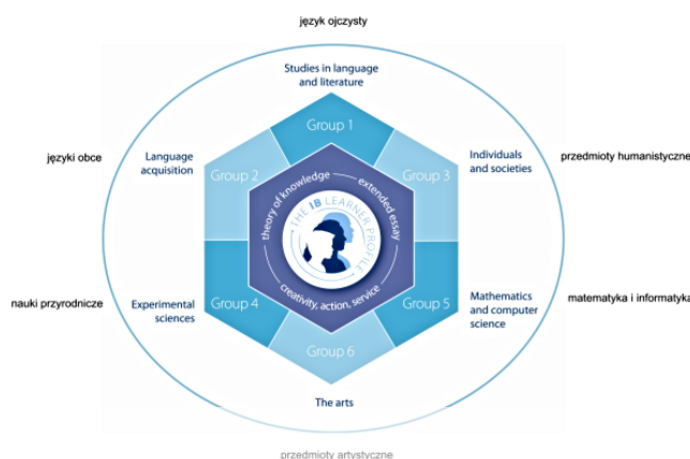 język ojczysty
Studies in language
and literature
Group 1
języki obce
Language
acquisition
Group 2
Group 3
Individuals
and societies
przedmioty humanistyczne
theory of knowledge
extended essay
THE IB LEARNER PROFILE
creativity, action, service
nauki przyrodnicze
Experimental
sciences
Group 4
Group 5
Mathematics
and computer
science
matematyka i informatyka
Group 6
The arts
przedmioty artystyczne